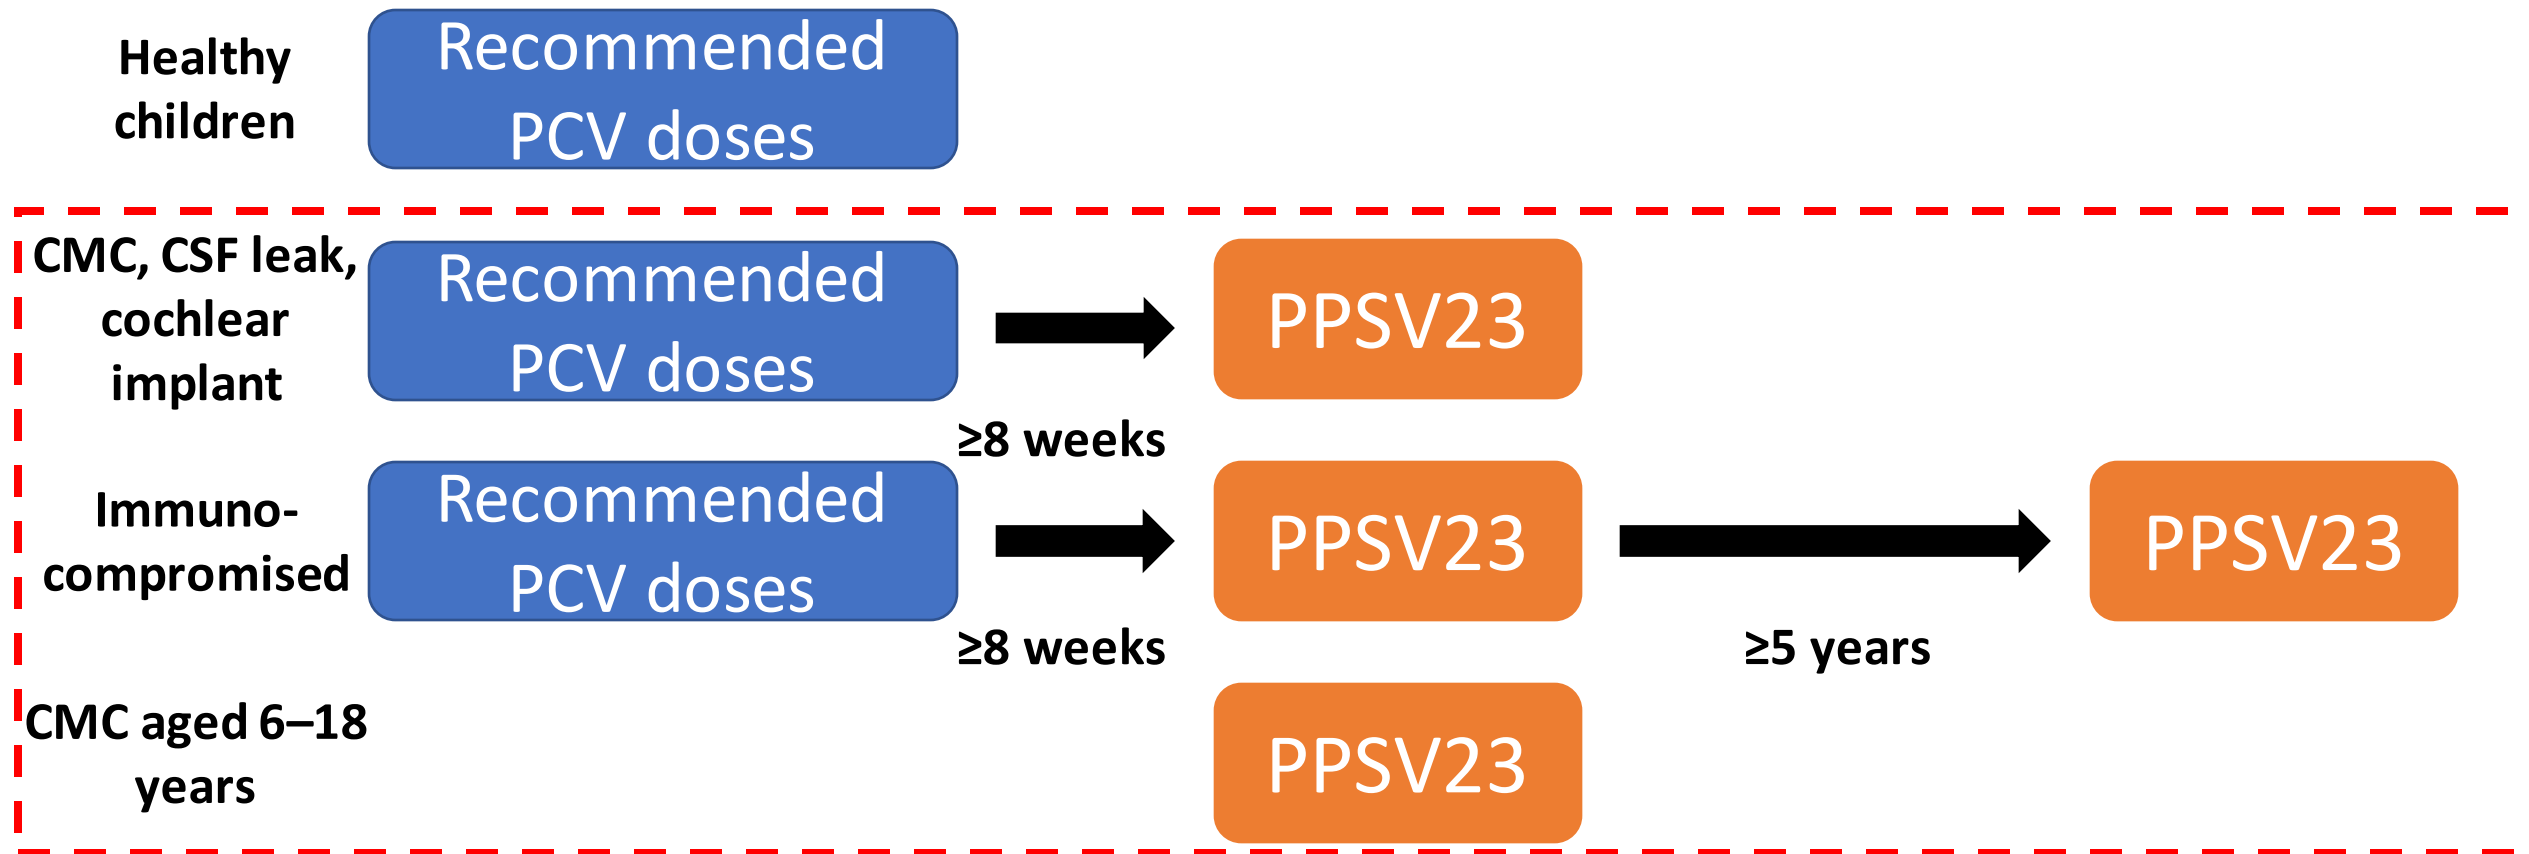 Healthy
children
Recommended
PCV doses
CMC, CSF leak,
cochlear
implant
Recommended
PCV doses
≥8 weeks
PPSV23
Immuno-
compromised
Recommended
PCV doses
≥8 weeks
PPSV23
≥5 years
PPSV23
CMC aged 6–18
years
PPSV23